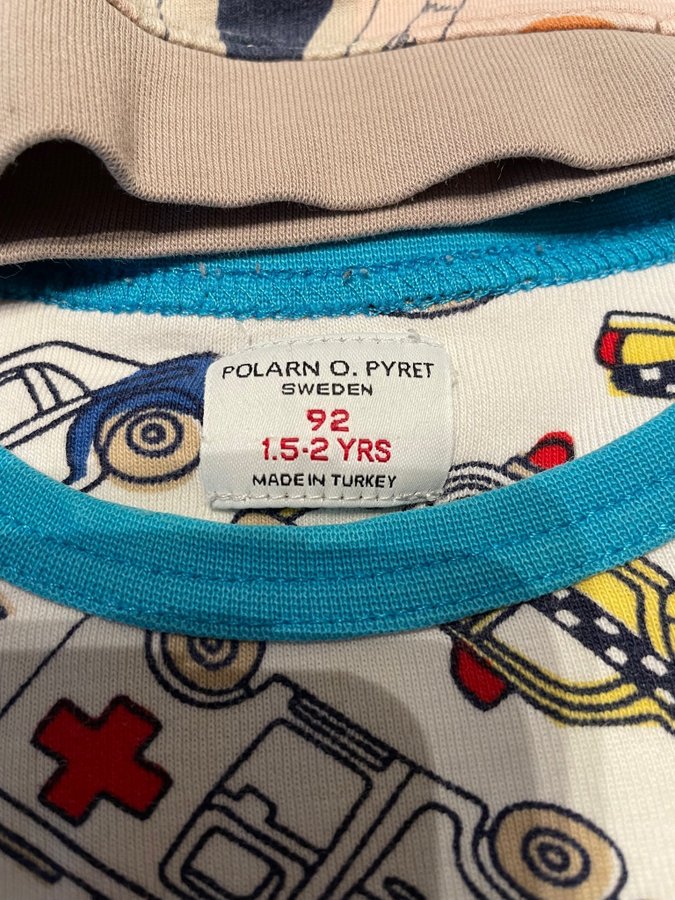 POLARN O. PYRET
SWEDEN
92
1.5-2 YRS
MADE IN TURKEY